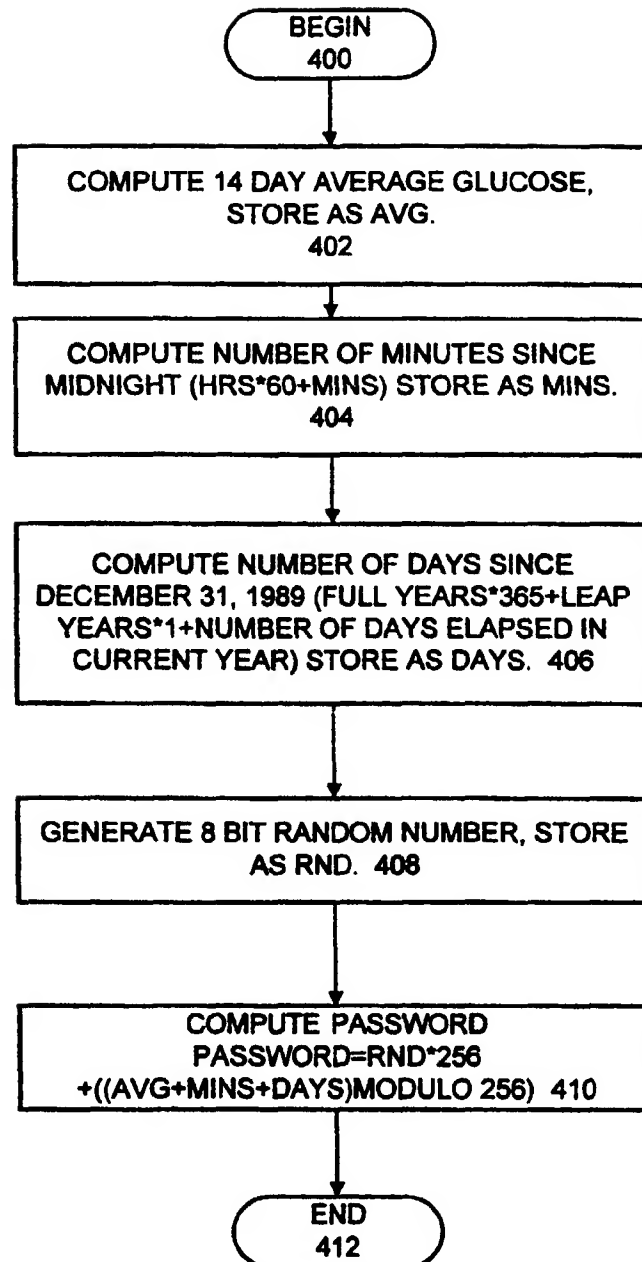 BEGIN
400
COMPUTE 14 DAY AVERAGE GLUCOSE,
STORE AS AVG.
402
COMPUTE NUMBER OF MINUTES SINCE
MIDNIGHT (HRS*60+MINS) STORE AS MINS.
404
COMPUTE NUMBER OF DAYS SINCE
DECEMBER 31, 1989 (FULL YEARS*365+LEAP
YEARS*1+NUMBER OF DAYS ELAPSED IN
CURRENT YEAR) STORE AS DAYS. 406
GENERATE 8 BIT RANDOM NUMBER, STORE
AS RND. 408
COMPUTE PASSWORD
PASSWORD=RND*256
+((AVG+MINS+DAYS)MODULO 256) 410
END
412